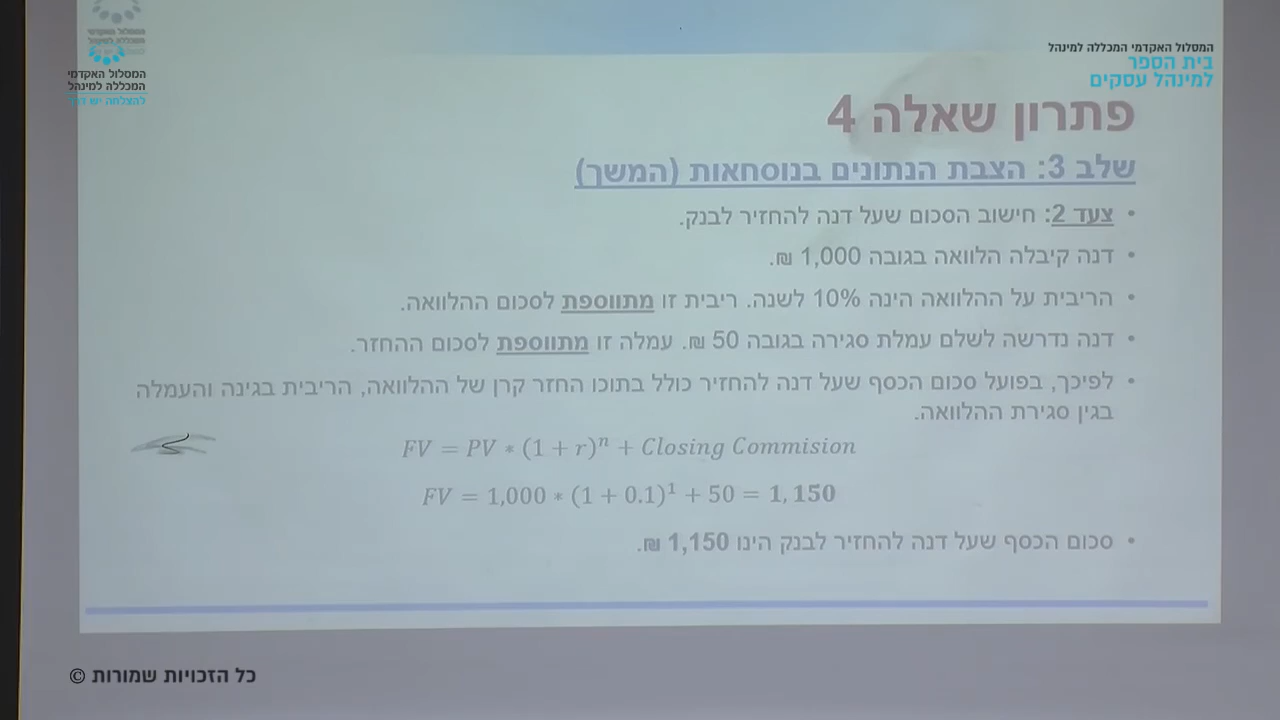 המסלול האקדמי
המכללה למינהל
להצלחה יש דרך
המסלול האקדמי המכללה למינהל
בית הספר
למינהל עסקים
פתרון שאלה 4
שלב 3: הצבת הנתונים בנוסחאות (המשך)
• צעד 2: חישוב הסכום שעל דנה להחזיר לבנק.
• דנה קיבלה הלוואה בגובה 1,000 ₪.
• הריבית על ההלוואה הינה 10% לשנה. ריבית זו מתווספת לסכום ההלוואה.
• דנה נדרשה לשלם עמלת סגירה בגובה 50 ₪. עמלה זו מתווספת לסכום ההחזר.
• לפיכך, בפועל סכום הכסף שעל דנה להחזיר כולל בתוכו החזר קרן של ההלוואה, הריבית בגינה והעמלה
בגין סגירת ההלוואה.
FV = PV * (1 + r)^n + Closing Commision
FV = 1,000 * (1 + 0.1)^1 + 50 = 1,150
• סכום הכסף שעל דנה להחזיר לבנק הינו 1,150 ₪.
כל הזכויות שמורות ©